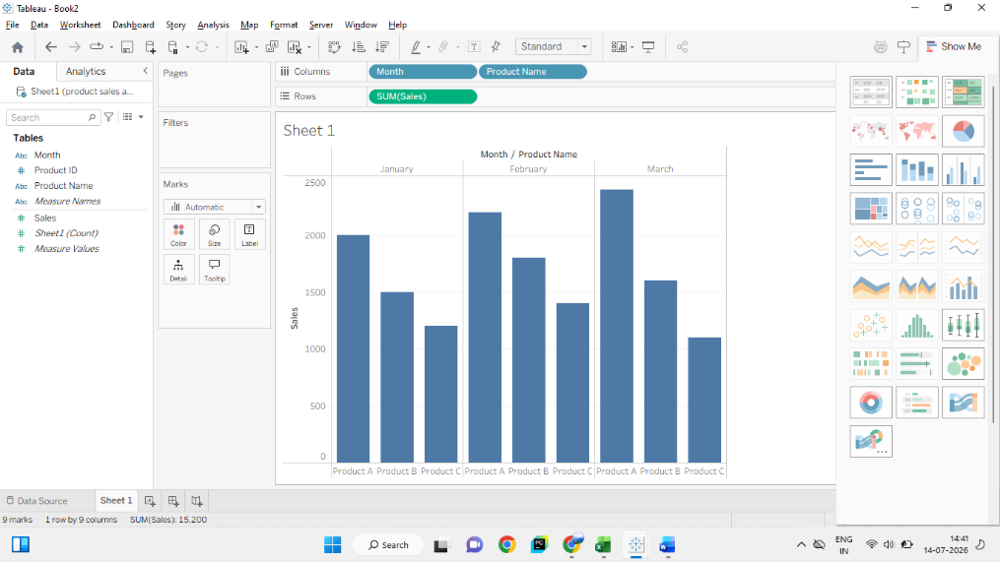 Tableau - Book2
File Data Worksheet Dashboard Story Analysis Map Format Server Window Help
Standard
Show Me
Data Analytics
Sheet1 (product sales a...
Search
Tables
Abc Month
# Product ID
Abc Product Name
Abc Measure Names
# Sales
# Sheet1 (Count)
# Measure Values
Pages
Filters
Marks
Automatic
Color Size Label
Detail Tooltip
Columns Month Product Name
Rows SUM(Sales)
Sheet 1
Month / Product Name
January February March
2500
2000
1500
1000
500
0
Sales
Product A Product B Product C Product A Product B Product C Product A Product B Product C
Data Source Sheet 1
9 marks 1 row by 9 columns SUM(Sales): 15,200
Search
ENG
IN
14:41
14-07-2026